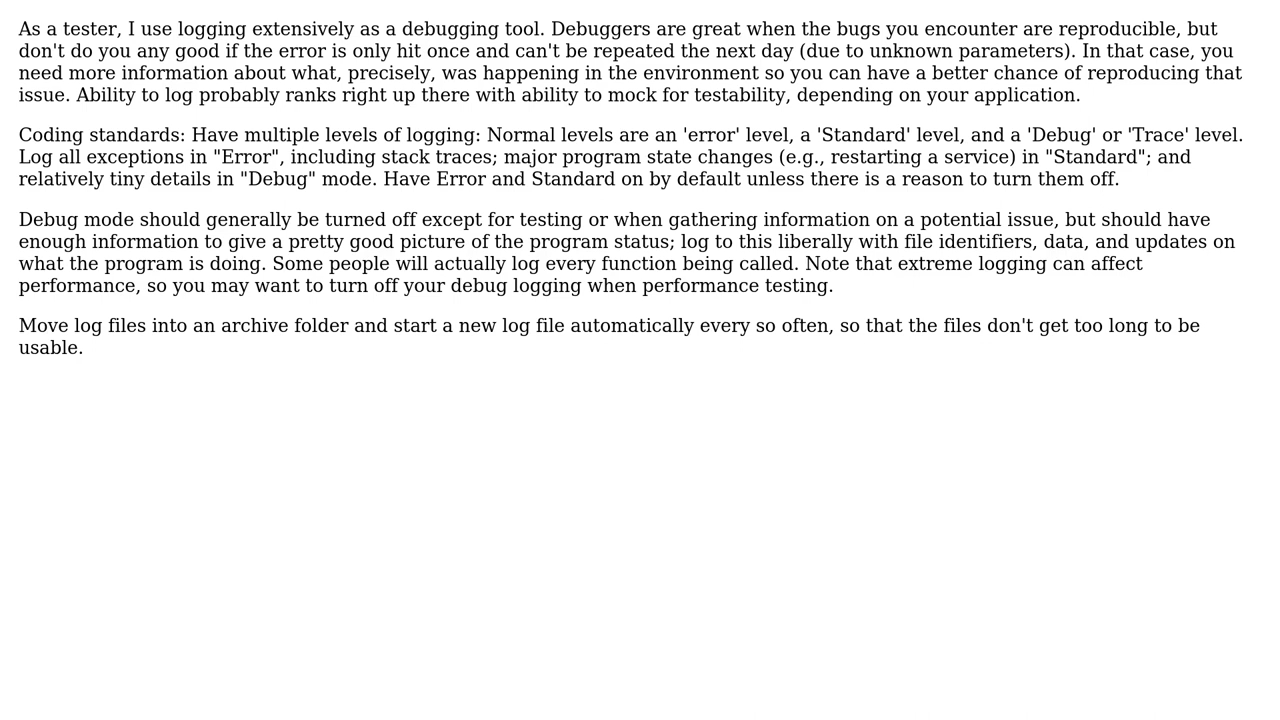 As a tester, I use logging extensively as a debugging tool. Debuggers are great when the bugs you encounter are reproducible, but
don't do you any good if the error is only hit once and can't be repeated the next day (due to unknown parameters). In that case, you
need more information about what, precisely, was happening in the environment so you can have a better chance of reproducing that
issue. Ability to log probably ranks right up there with ability to mock for testability, depending on your application.
Coding standards: Have multiple levels of logging: Normal levels are an 'error' level, a 'Standard' level, and a 'Debug' or 'Trace' level.
Log all exceptions in "Error", including stack traces; major program state changes (e.g., restarting a service) in "Standard"; and
relatively tiny details in "Debug" mode. Have Error and Standard on by default unless there is a reason to turn them off.
Debug mode should generally be turned off except for testing or when gathering information on a potential issue, but should have
enough information to give a pretty good picture of the program status; log to this liberally with file identifiers, data, and updates on
what the program is doing. Some people will actually log every function being called. Note that extreme logging can affect
performance, so you may want to turn off your debug logging when performance testing.
Move log files into an archive folder and start a new log file automatically every so often, so that the files don't get too long to be
usable.